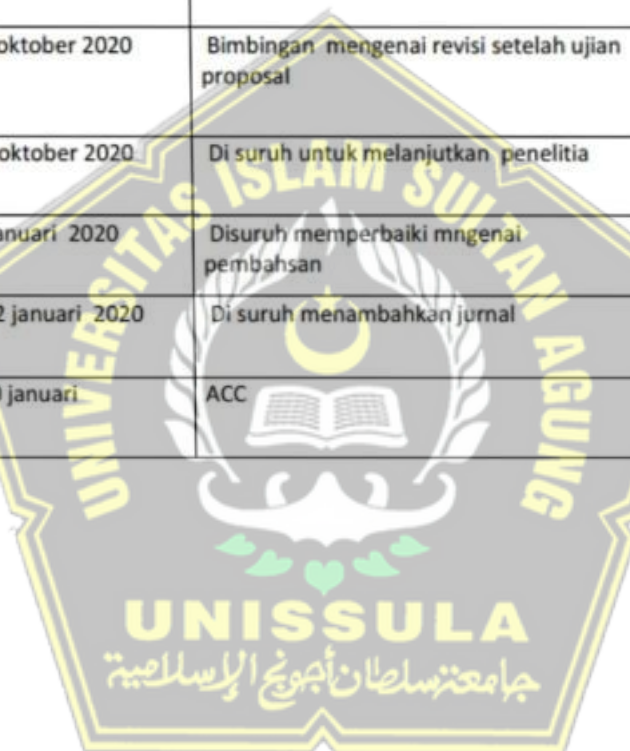 oktober 2020 Bimbingan mengenai revisi setelah ujian
proposal
oktober 2020 Di suruh untuk melanjutkan penelitia
anuari 2020 Disuruh memperbaiki mngenai
pembahsan
2 januari 2020 Di suruh menambahkan jurnal
januari ACC
UNIVERSITAS ISLAM SULTAN AGUNG
UNISSULA
جامعة سلطان أجونج الإسلامية